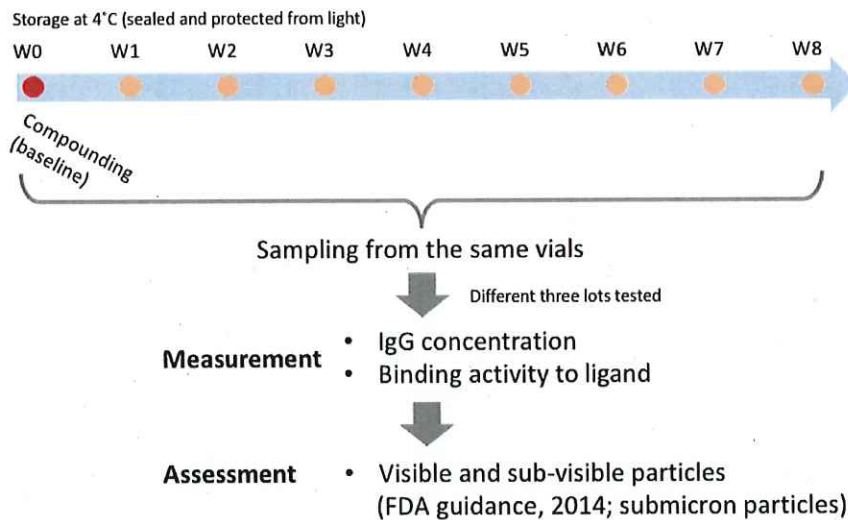 Storage at 4˚C (sealed and protected from light)
W0 W1 W2 W3 W4 W5 W6 W7 W8
Compounding
(baseline)
Sampling from the same vials
Different three lots tested
Measurement
• IgG concentration
• Binding activity to ligand
Assessment
• Visible and sub-visible particles
(FDA guidance, 2014; submicron particles)